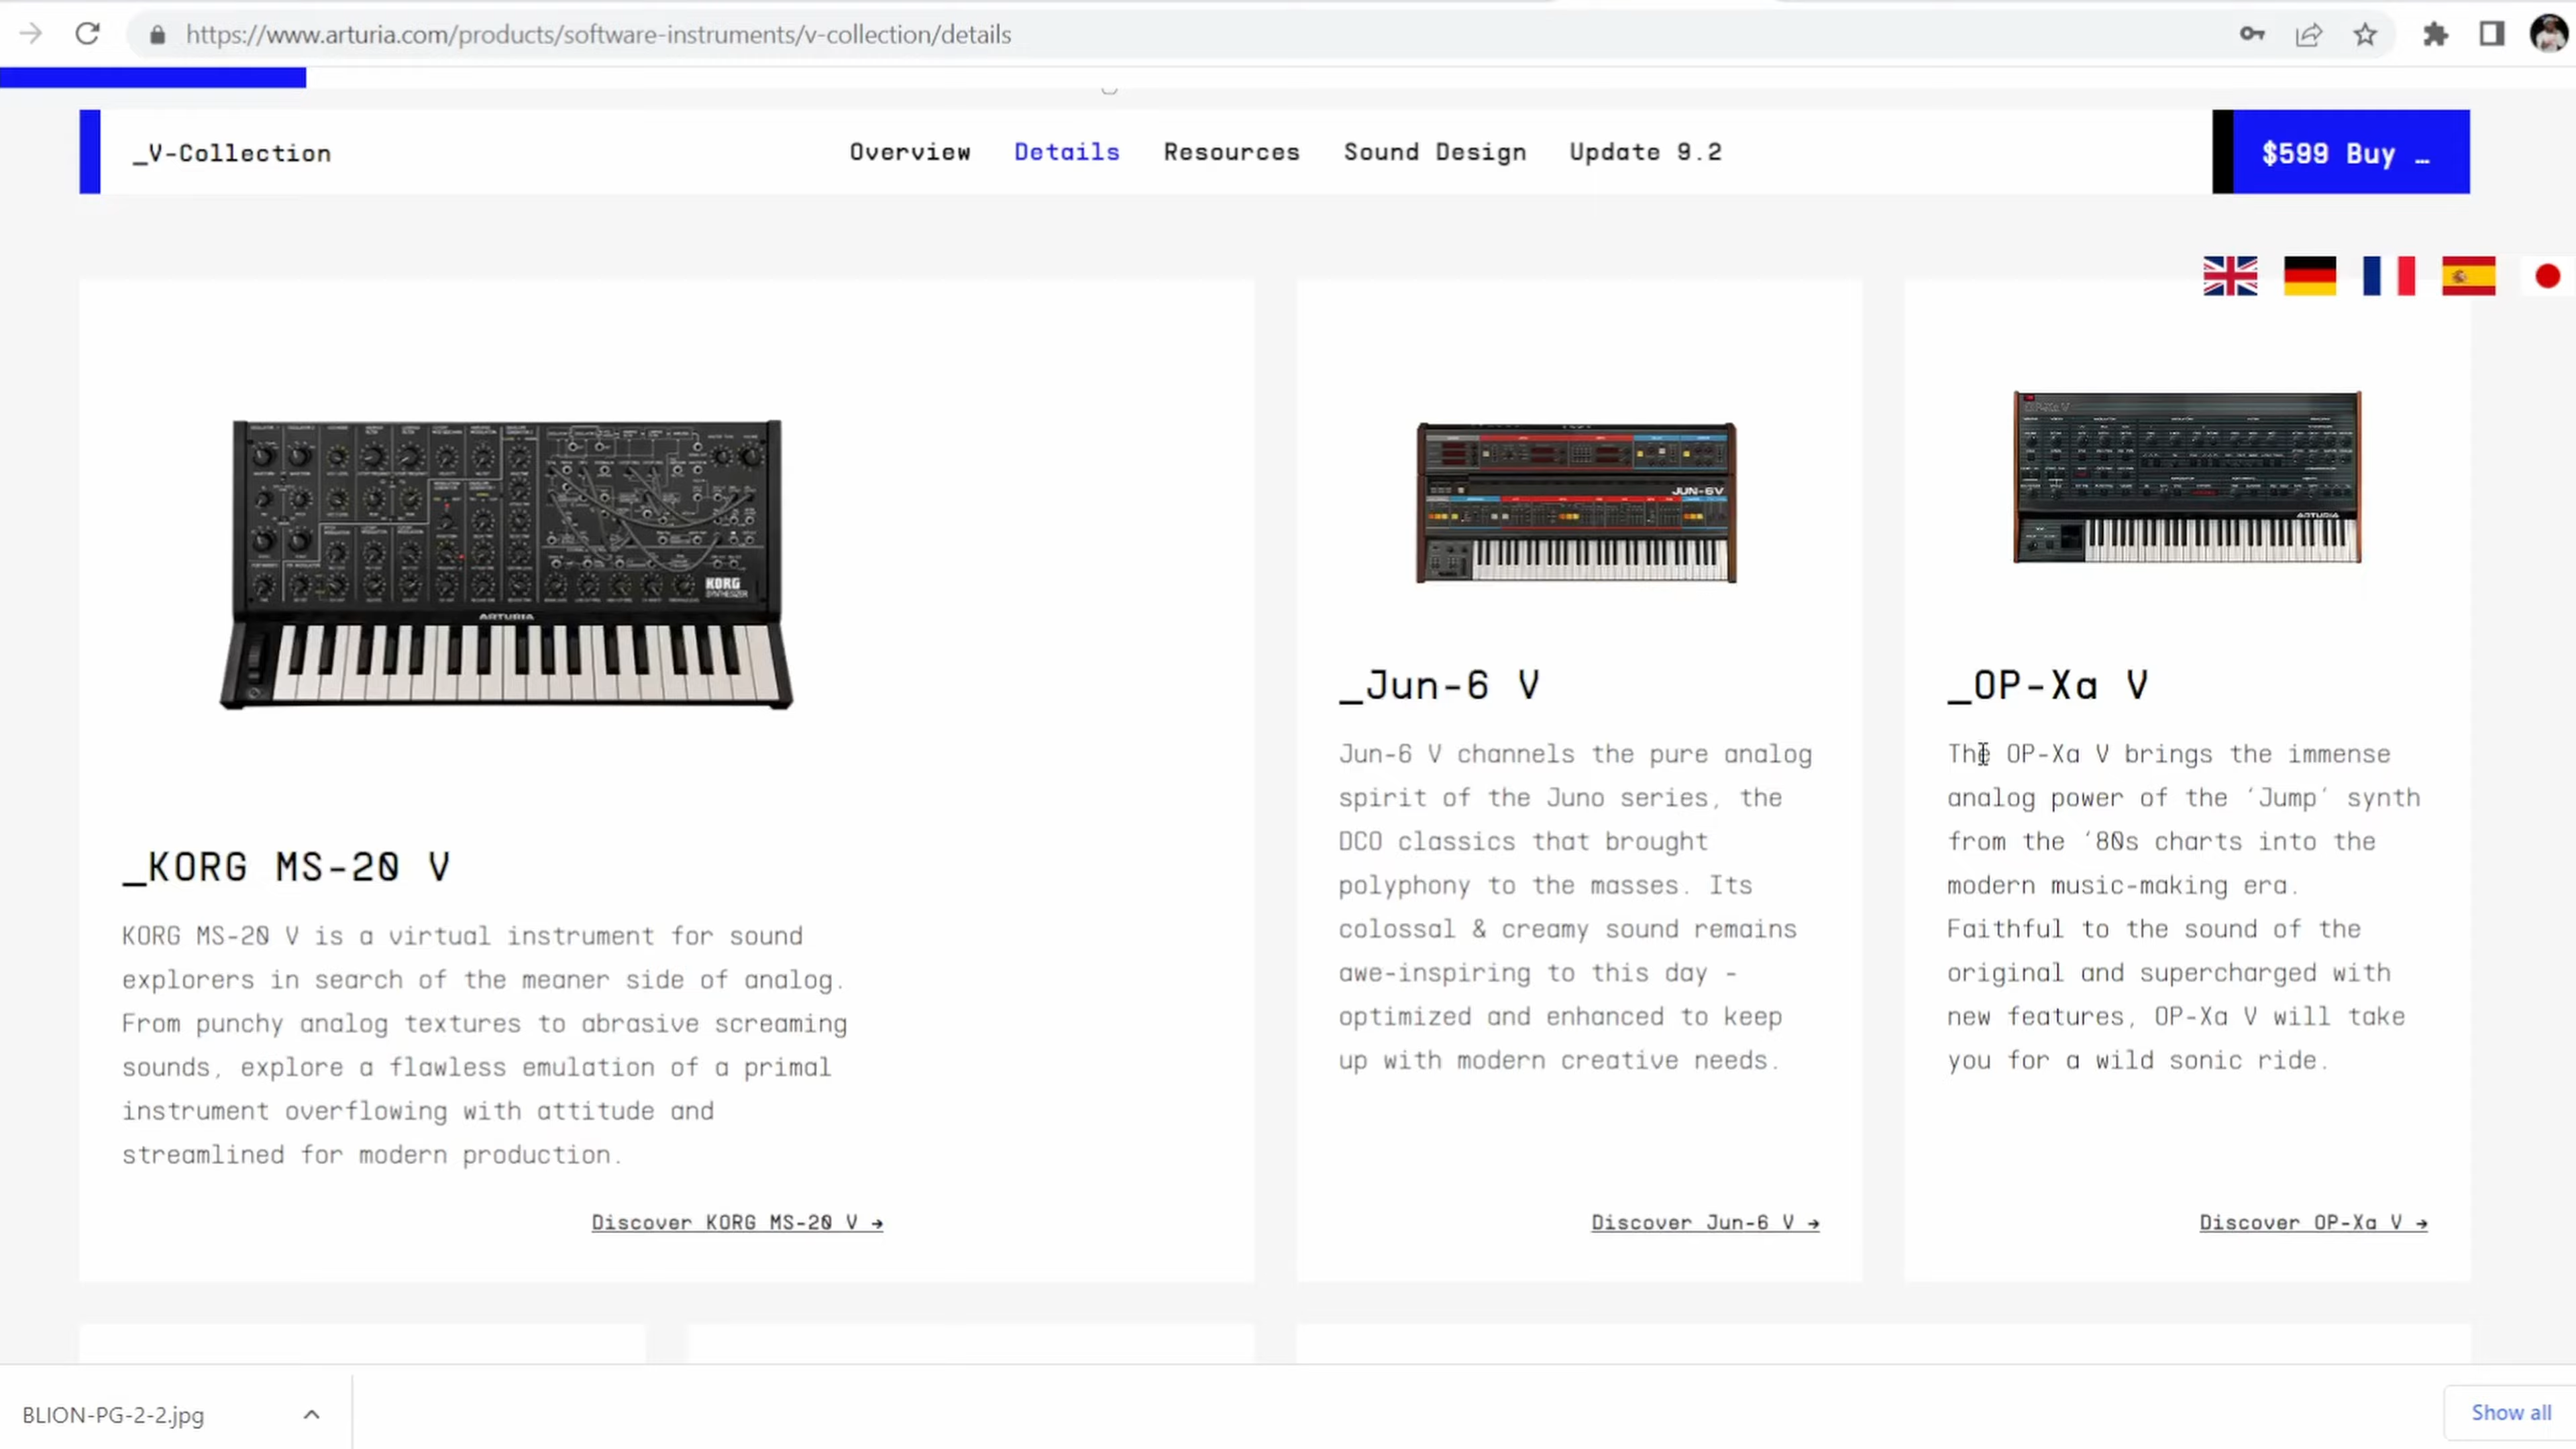 https://www.arturia.com/products/software-instruments/v-collection/details
_V-Collection
Overview Details Resources Sound Design Update 9.2
$599 Buy …
KORG
SYNTHESIZER
ARTURIA
JUN-6V
OP-Xa V
ARTURIA
_KORG MS-20 V
KORG MS-20 V is a virtual instrument for sound
explorers in search of the meaner side of analog.
From punchy analog textures to abrasive screaming
sounds, explore a flawless emulation of a primal
instrument overflowing with attitude and
streamlined for modern production.
Discover KORG MS-20 V →
_Jun-6 V
Jun-6 V channels the pure analog
spirit of the Juno series, the
DCO classics that brought
polyphony to the masses. Its
colossal & creamy sound remains
awe-inspiring to this day -
optimized and enhanced to keep
up with modern creative needs.
Discover Jun-6 V →
_OP-Xa V
The OP-Xa V brings the immense
analog power of the ‘Jump’ synth
from the ‘80s charts into the
modern music-making era.
Faithful to the sound of the
original and supercharged with
new features, OP-Xa V will take
you for a wild sonic ride.
Discover OP-Xa V →
BLION-PG-2-2.jpg
Show all